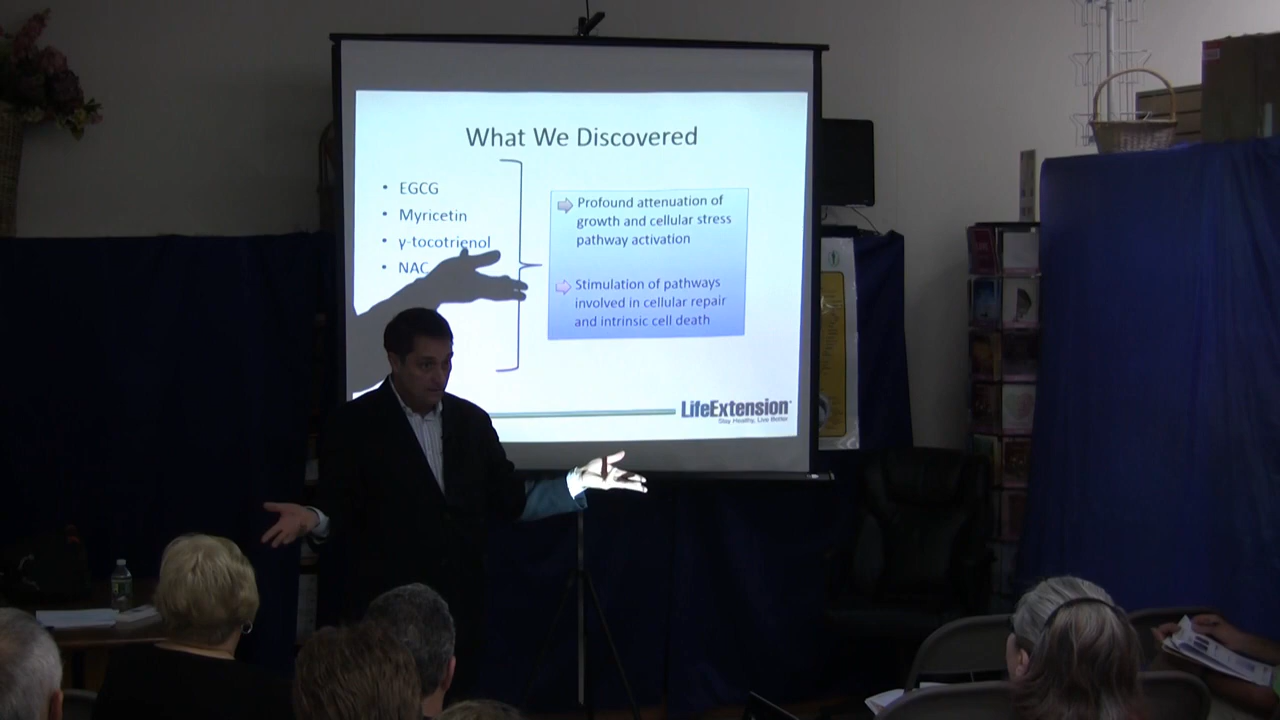 What We Discovered
• EGCG
• Myricetin
• γ-tocotrienol
• NAC
Profound attenuation of
growth and cellular stress
pathway activation
Stimulation of pathways
involved in cellular repair
and intrinsic cell death
LifeExtension
Stay Healthy, Live Better